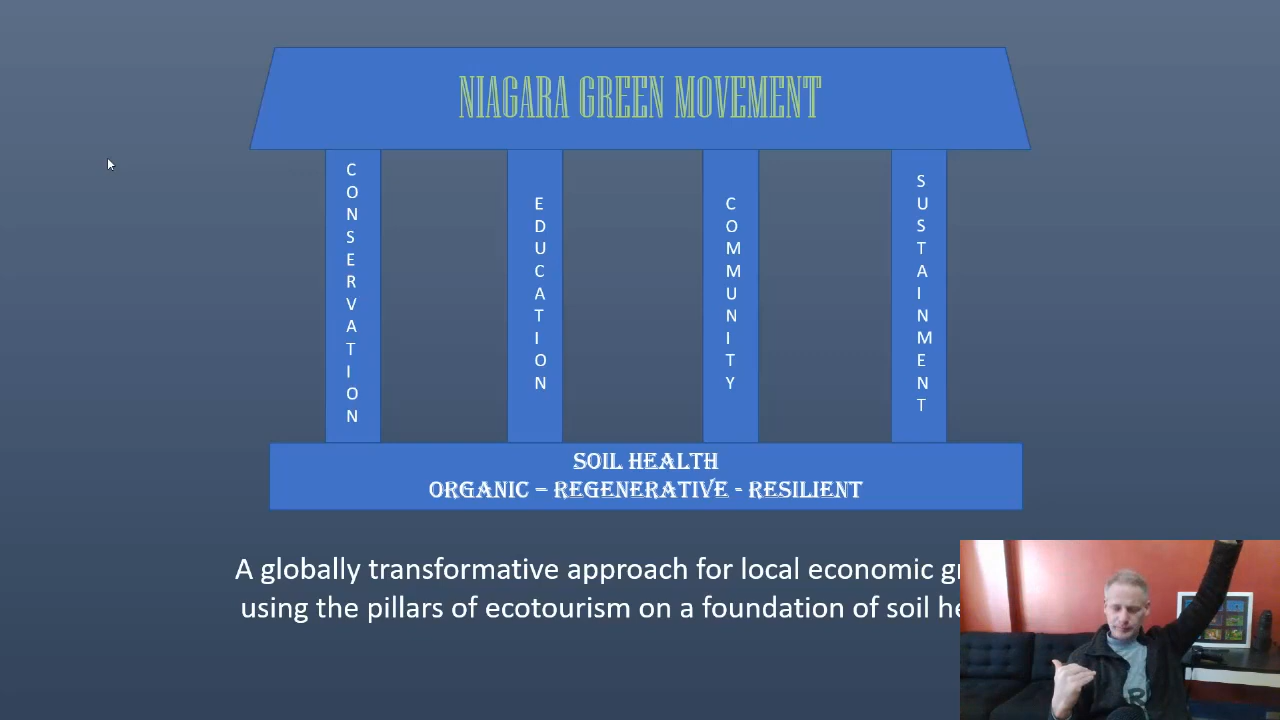 NIAGARA GREEN MOVEMENT
CONSERVATION
EDUCATION
COMMUNITY
SUSTAINMENT
SOIL HEALTH
ORGANIC – REGENERATIVE - RESILIENT
A globally transformative approach for local economic
using the pillars of ecotourism on a foundation of soil